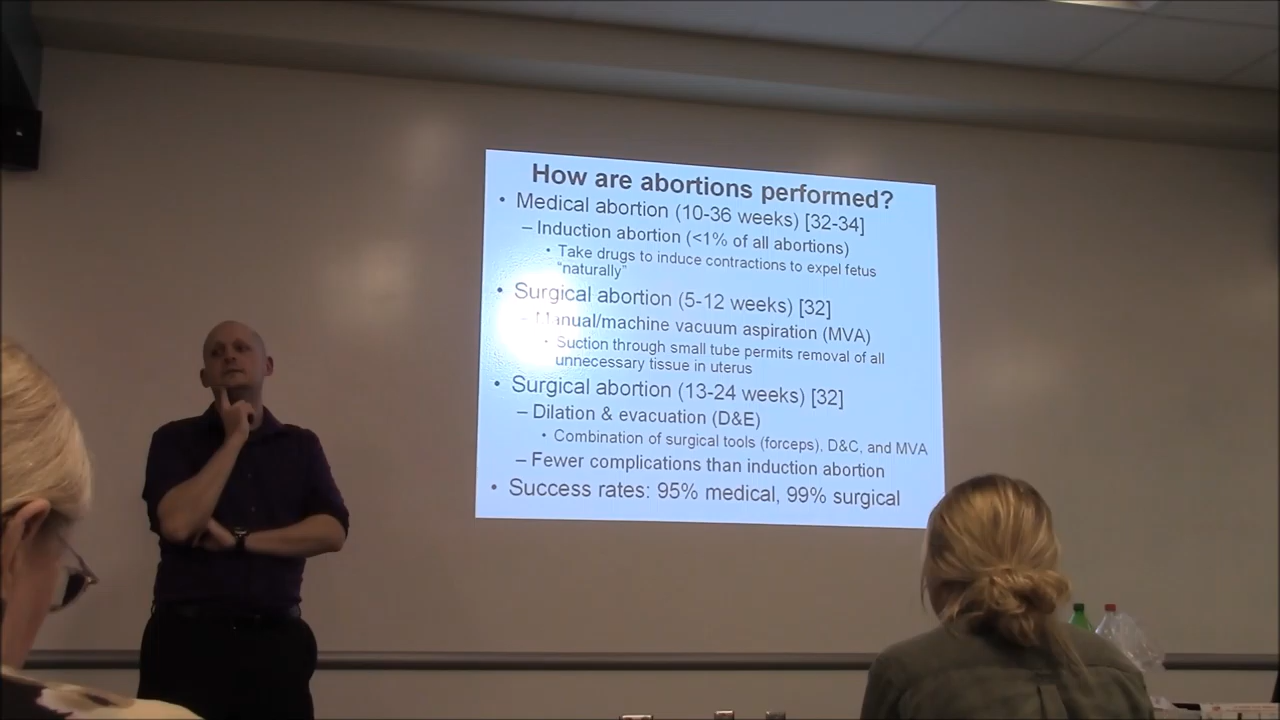 How are abortions performed?
• Medical abortion (10-36 weeks) [32-34]
– Induction abortion (<1% of all abortions)
• Take drugs to induce contractions to expel fetus
"naturally"
• Surgical abortion (5-12 weeks) [32]
– Manual/machine vacuum aspiration (MVA)
• Suction through small tube permits removal of all
unnecessary tissue in uterus
• Surgical abortion (13-24 weeks) [32]
– Dilation & evacuation (D&E)
• Combination of surgical tools (forceps), D&C, and MVA
– Fewer complications than induction abortion
• Success rates: 95% medical, 99% surgical